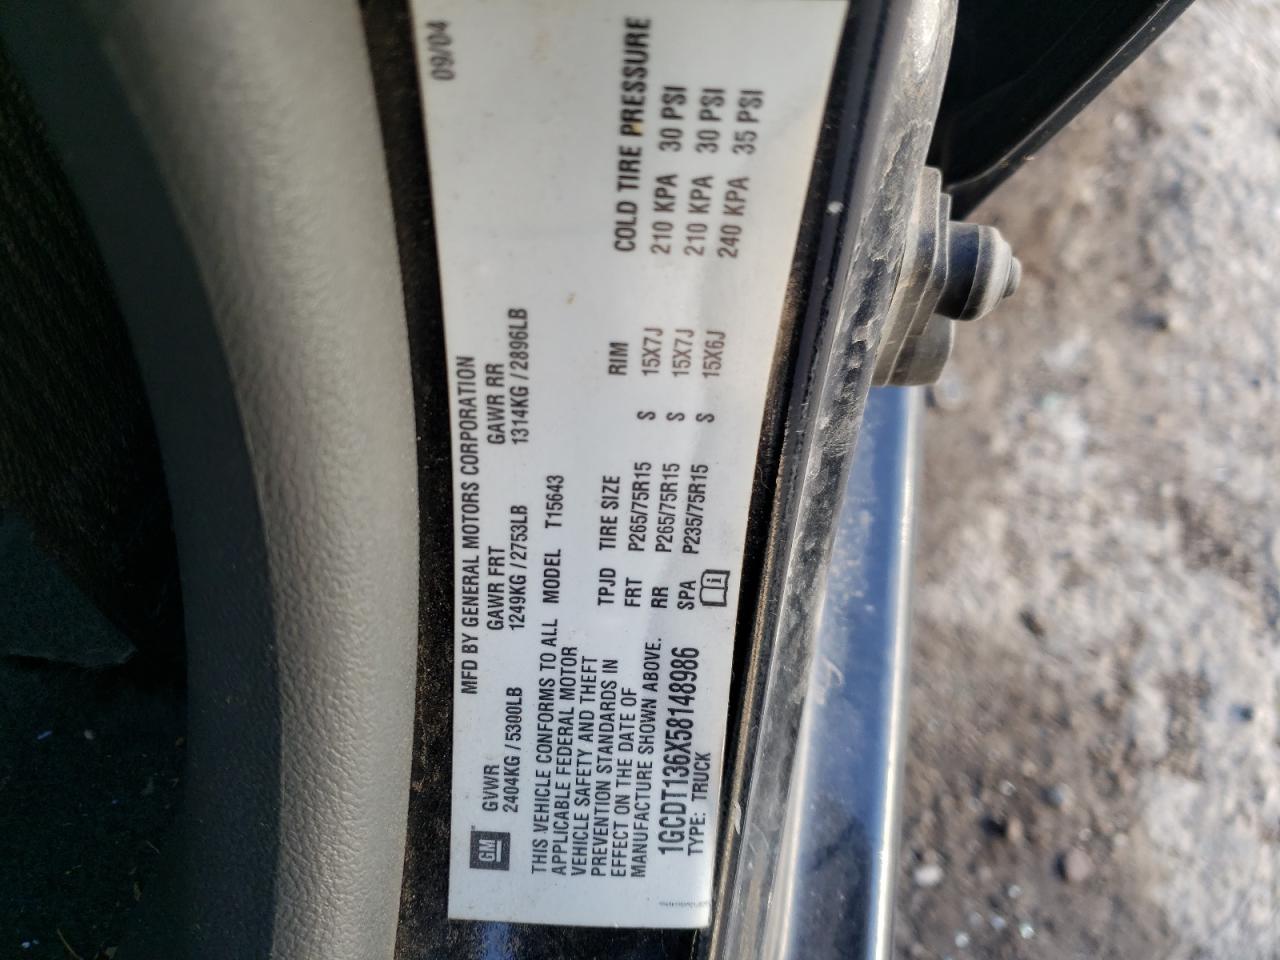 MFD BY GENERAL MOTORS CORPORATION 09/04
GM
GVWR GAWR FRT GAWR RR
2404KG / 5300LB 1249KG / 2753LB 1314KG / 2896LB
THIS VEHICLE CONFORMS TO ALL
APPLICABLE FEDERAL MOTOR
VEHICLE SAFETY AND THEFT
PREVENTION STANDARDS IN
EFFECT ON THE DATE OF
MANUFACTURE SHOWN ABOVE.
1GCDT136X58148986
TYPE: TRUCK
MODEL T15643
TPJD TIRE SIZE RIM COLD TIRE PRESSURE
FRT P265/75R15 S 15X7J 210 KPA 30 PSI
RR P265/75R15 S 15X7J 210 KPA 30 PSI
SPA P235/75R15 S 15X6J 240 KPA 35 PSI